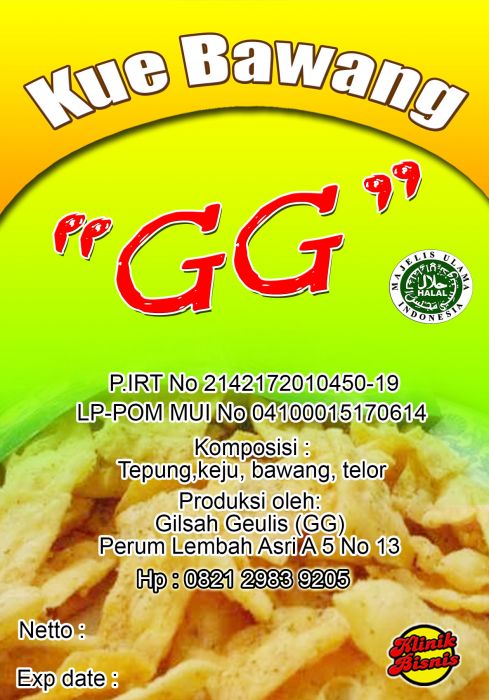 Kue Bawang
"GG"
MAJELIS ULAMA
حلال
HALAL
INDONESIA
P.IRT No 2142172010450-19
LP-POM MUI No 04100015170614
Komposisi :
Tepung,keju, bawang, telor
Produksi oleh:
Gilsah Geulis (GG)
Perum Lembah Asri A 5 No 13
Hp : 0821 2983 9205
Netto :
Exp date :
Klinik
Bisnis